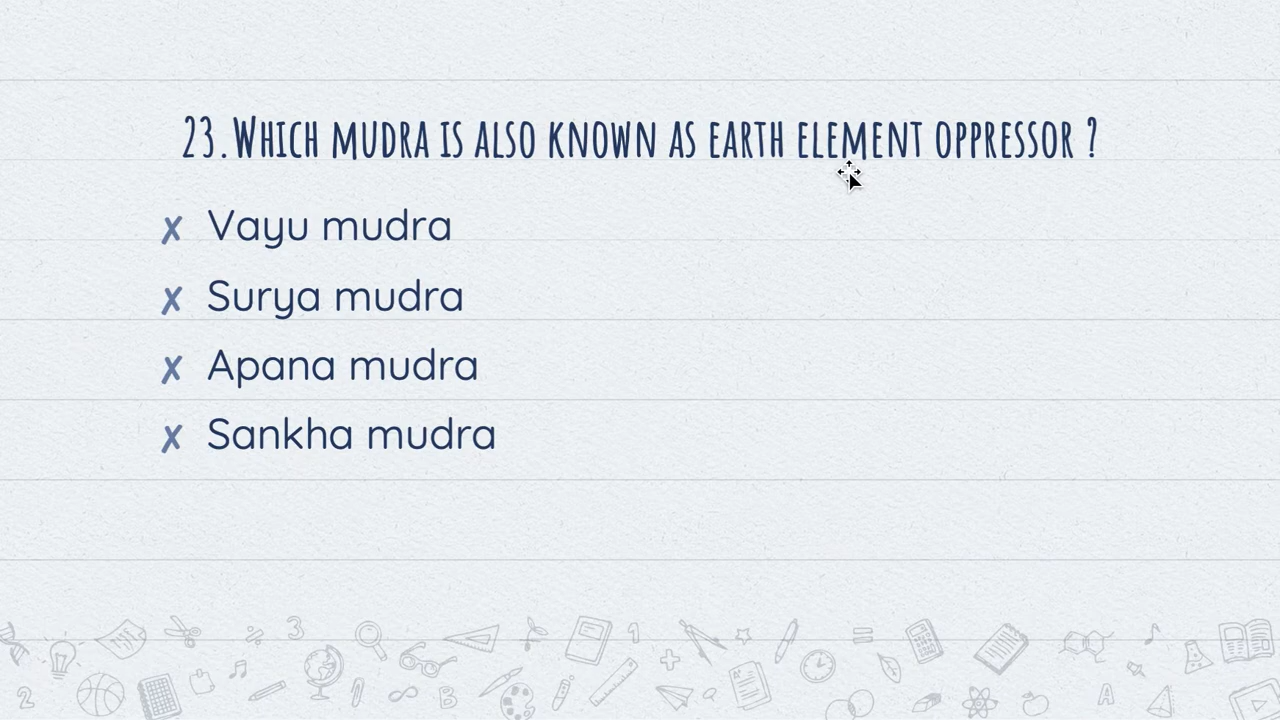 23. Which mudra is also known as earth element oppressor ?
✗ Vayu mudra
✗ Surya mudra
✗ Apana mudra
✗ Sankha mudra